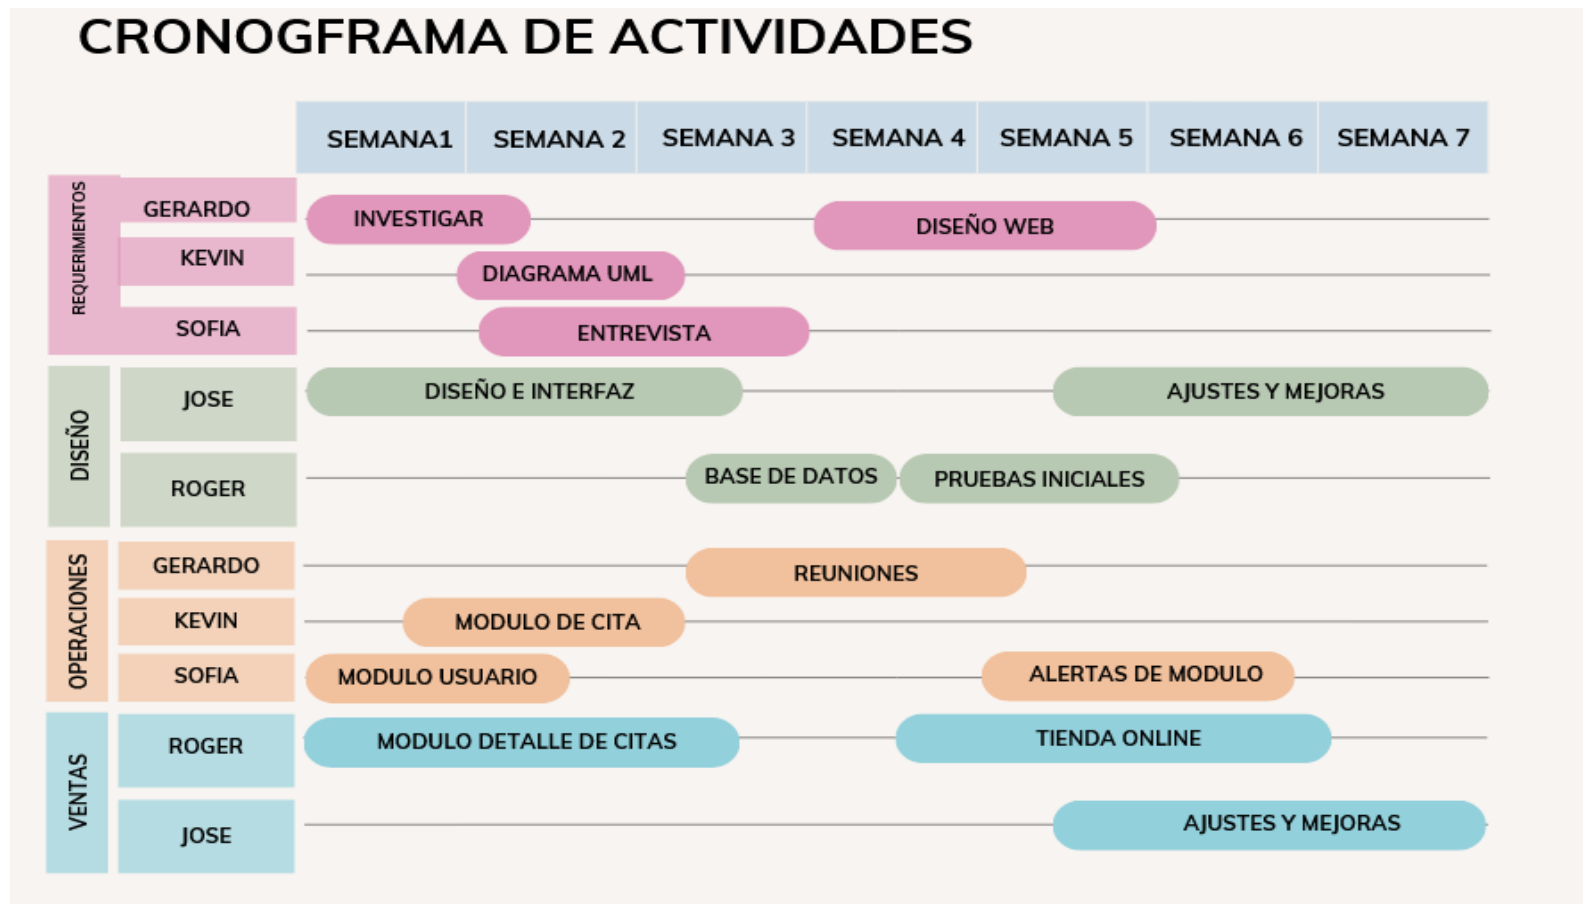 CRONOGFRAMA DE ACTIVIDADES
SEMANA1 SEMANA 2 SEMANA 3 SEMANA 4 SEMANA 5 SEMANA 6 SEMANA 7
REQUERIMIENTOS
GERARDO INVESTIGAR DISEÑO WEB
KEVIN DIAGRAMA UML
SOFIA ENTREVISTA
DISEÑO
JOSE DISEÑO E INTERFAZ AJUSTES Y MEJORAS
ROGER BASE DE DATOS PRUEBAS INICIALES
OPERACIONES
GERARDO REUNIONES
KEVIN MODULO DE CITA
SOFIA MODULO USUARIO ALERTAS DE MODULO
VENTAS
ROGER MODULO DETALLE DE CITAS TIENDA ONLINE
JOSE AJUSTES Y MEJORAS